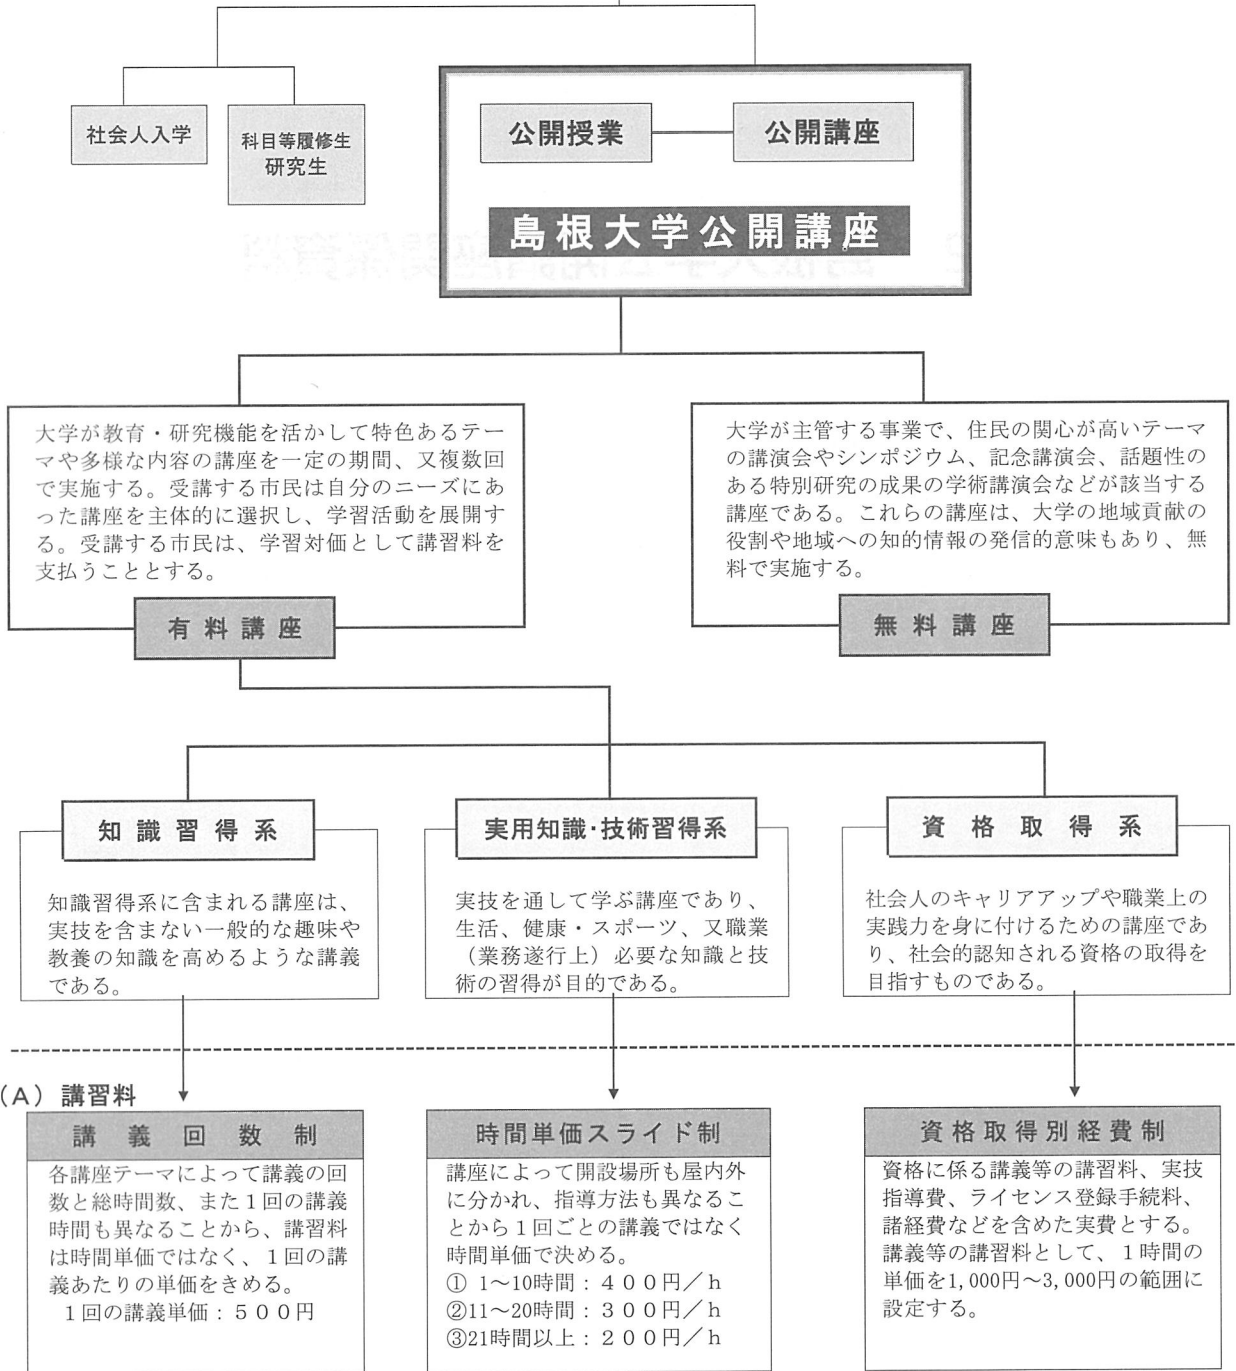 社会人入学
科目等履修生
研究生
公開授業
公開講座
島根大学公開講座
大学が教育・研究機能を活かして特色あるテー
マや多様な内容の講座を一定の期間、又複数回
で実施する。受講する市民は自分のニーズにあ
った講座を主体的に選択し、学習活動を展開す
る。受講する市民は、学習対価として講習料を
支払うこととする。
有料講座
大学が主管する事業で、住民の関心が高いテーマ
の講演会やシンポジウム、記念講演会、話題性の
ある特別研究の成果の学術講演会などが該当する
講座である。これらの講座は、大学の地域貢献の
役割や地域への知的情報の発信的意味もあり、無
料で実施する。
無料講座
知識習得系
知識習得系に含まれる講座は、
実技を含まない一般的な趣味や
教養の知識を高めるような講義
である。
実用知識・技術習得系
実技を通して学ぶ講座であり、
生活、健康・スポーツ、又職業
（業務遂行上）必要な知識と技
術の習得が目的である。
資格取得系
社会人のキャリアアップや職業上の
実践力を身に付けるための講座であ
り、社会的認知される資格の取得を
目指すものである。
（A）講習料
講義回数制
各講座テーマによって講義の回
数と総時間数、また１回の講義
時間も異なることから、講習料
は時間単価ではなく、１回の講
義あたりの単価をきめる。
１回の講義単価：５００円
時間単価スライド制
講座によって開設場所も屋内外
に分かれ、指導方法も異なるこ
とから１回ごとの講義ではなく
時間単価で決める。
① 1～10時間：４００円／h
②11～20時間：３００円／h
③21時間以上：２００円／h
資格取得別経費制
資格に係る講義等の講習料、実技
指導費、ライセンス登録手続料、
諸経費などを含めた実費とする。
講義等の講習料として、１時間の
単価を1,000円～3,000円の範囲に
設定する。